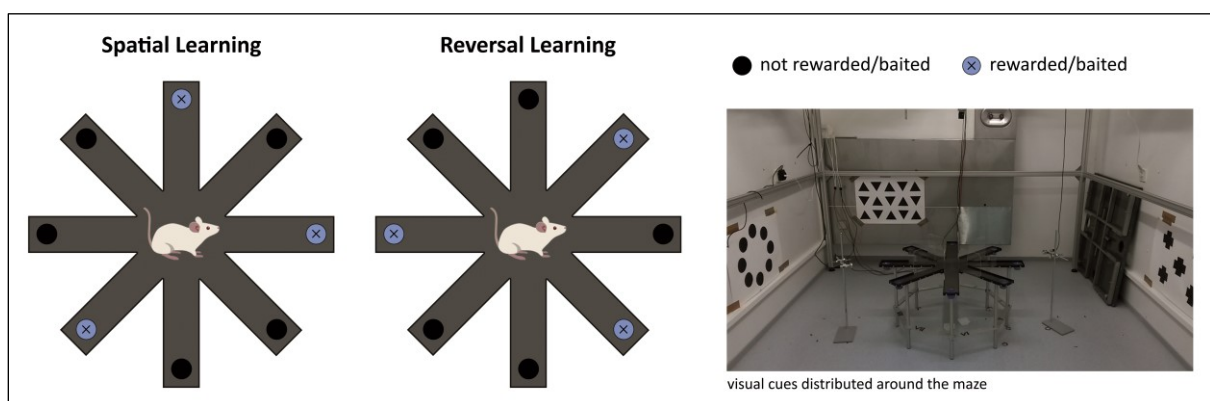 Spatial Learning
Reversal Learning
not rewarded/baited
rewarded/baited
visual cues distributed around the maze